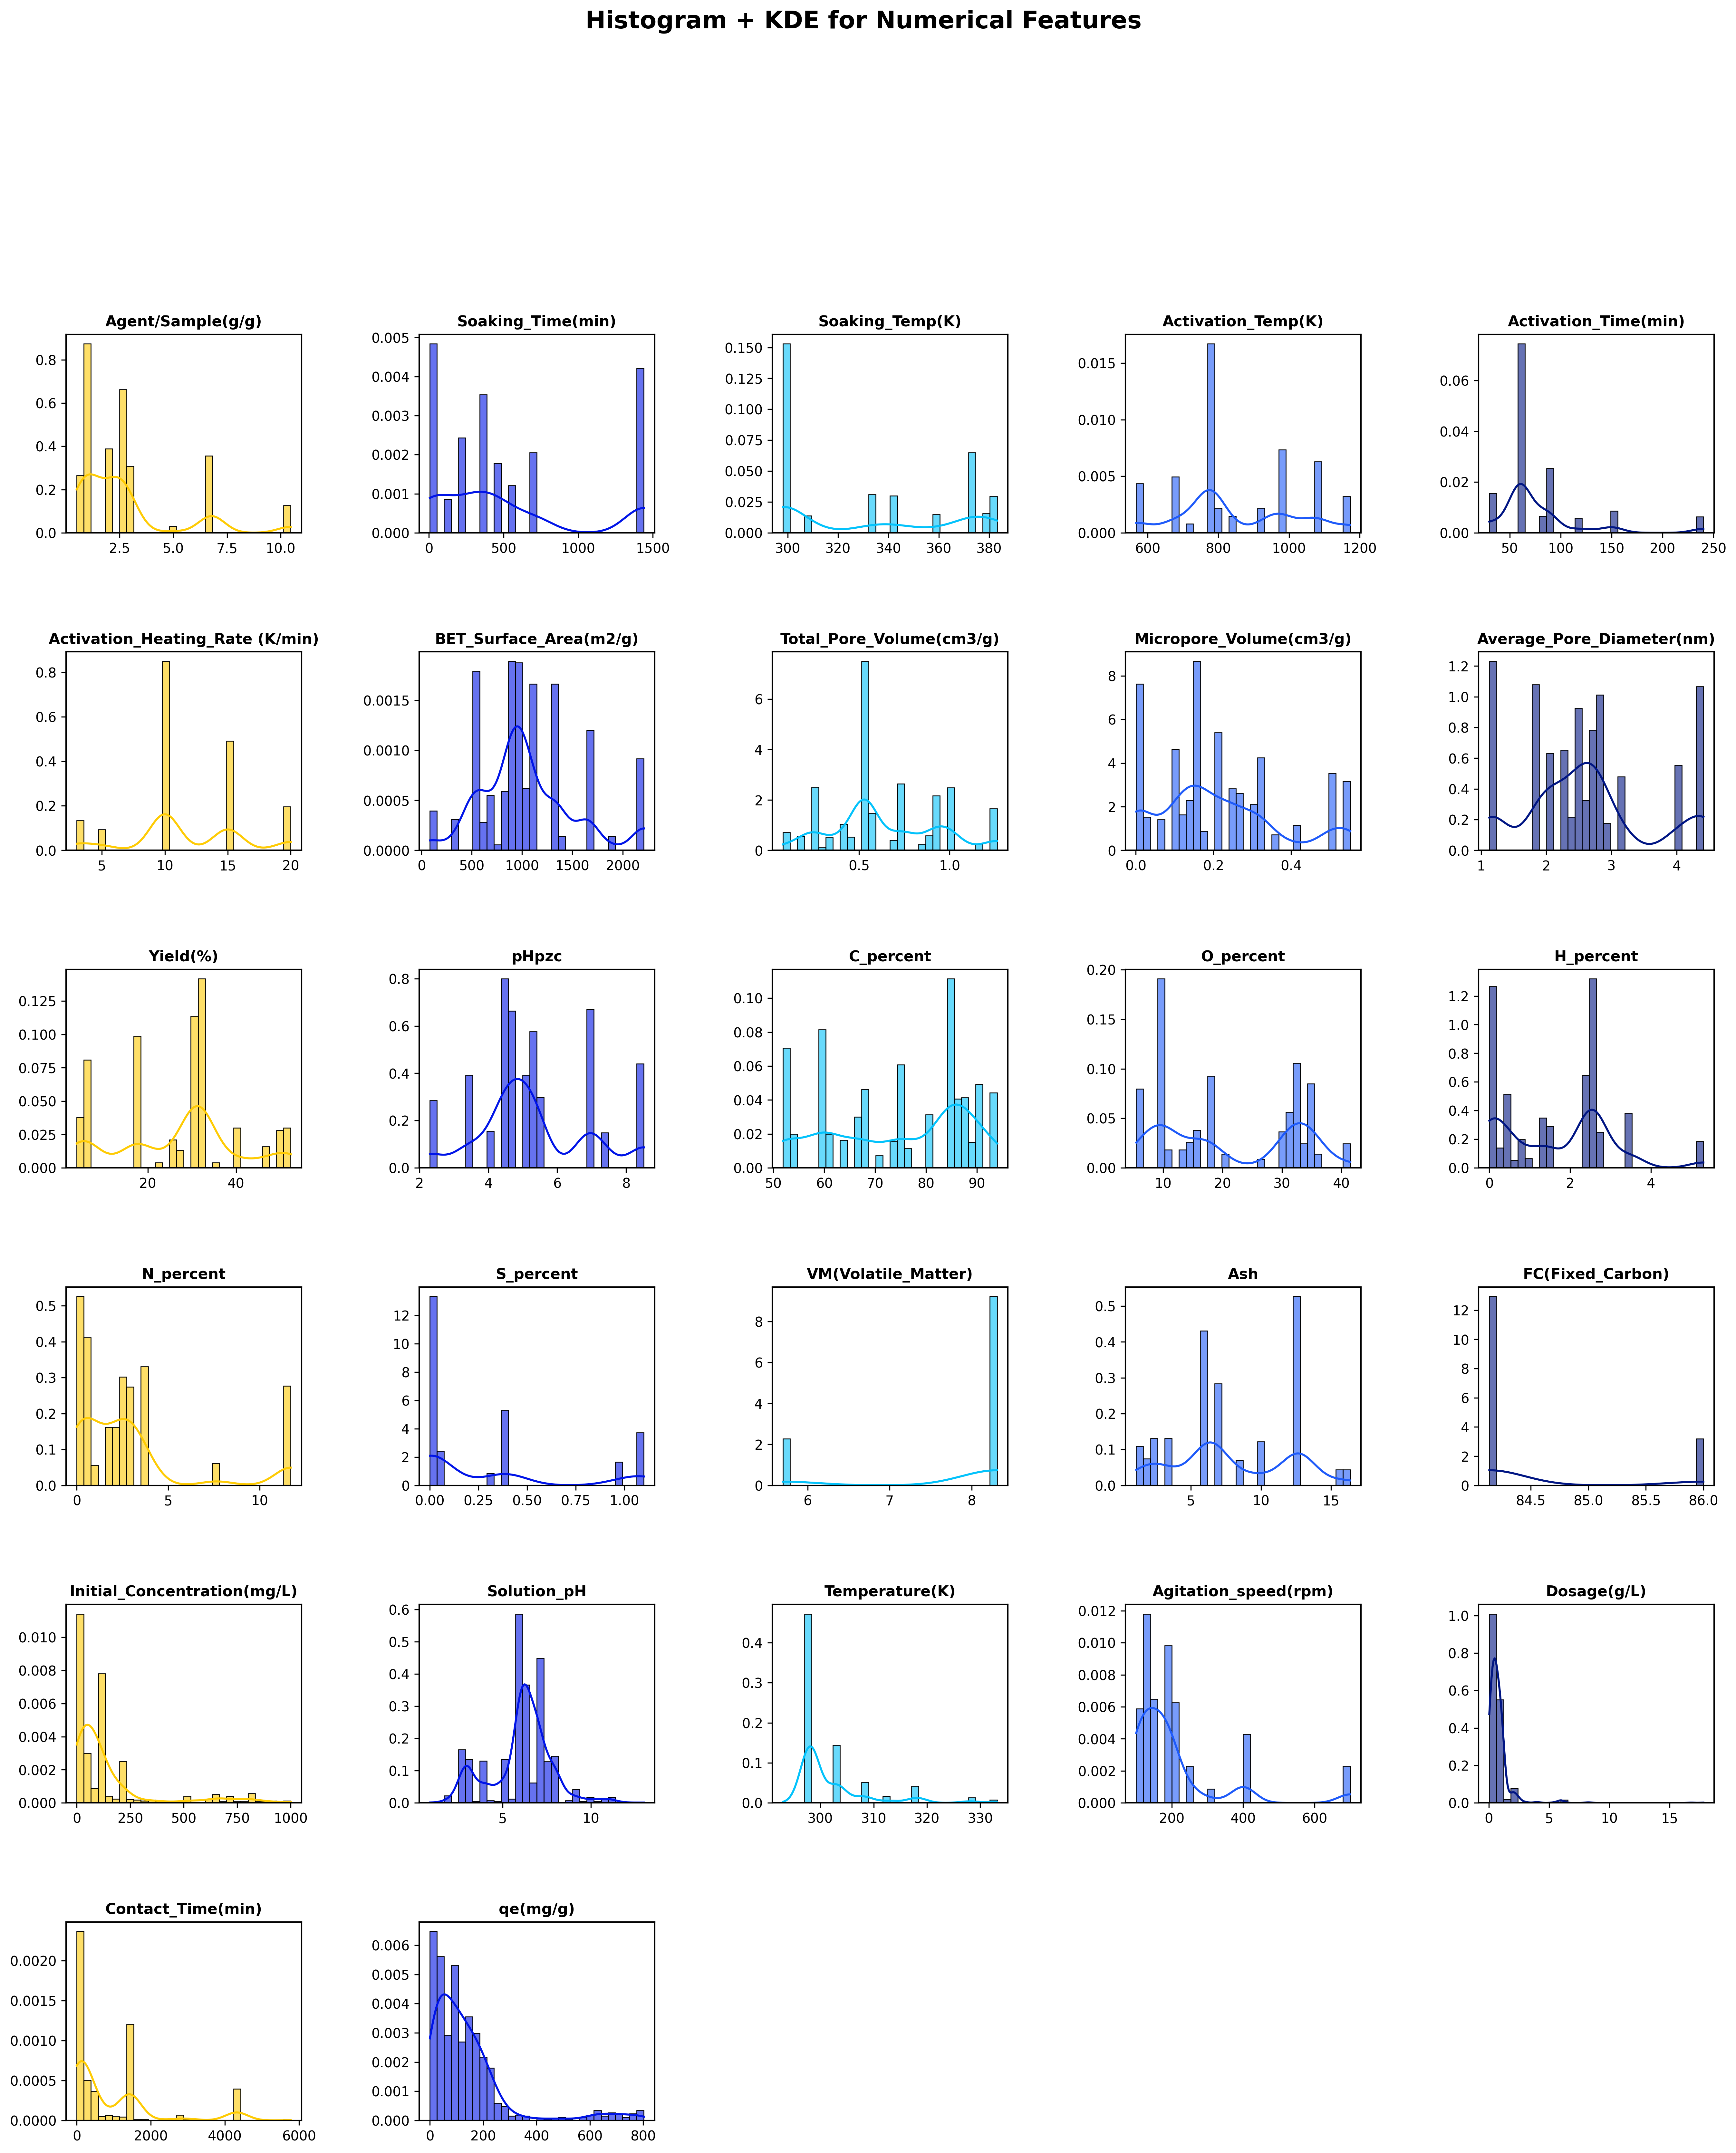 Histogram + KDE for Numerical Features
Agent/Sample(g/g) Soaking_Time(min) Soaking_Temp(K) Activation_Temp(K) Activation_Time(min)
0.8 0.6 0.4 0.2 0.0
2.5 5.0 7.5 10.0
0.005 0.004 0.003 0.002 0.001 0.000
0 500 1000 1500
0.150 0.125 0.100 0.075 0.050 0.025 0.000
300 320 340 360 380
0.015 0.010 0.005 0.000
600 800 1000 1200
0.06 0.04 0.02 0.00
50 100 150 200 250
Activation_Heating_Rate (K/min) BET_Surface_Area(m2/g) Total_Pore_Volume(cm3/g) Micropore_Volume(cm3/g) Average_Pore_Diameter(nm)
0.8 0.6 0.4 0.2 0.0
5 10 15 20
0.0015 0.0010 0.0005 0.0000
0 500 1000 1500 2000
6 4 2 0
0.5 1.0
8 6 4 2 0
0.0 0.2 0.4
1.2 1.0 0.8 0.6 0.4 0.2 0.0
1 2 3 4
Yield(%) pHpzc C_percent O_percent H_percent
0.125 0.100 0.075 0.050 0.025 0.000
20 40
0.8 0.6 0.4 0.2 0.0
2 4 6 8
0.10 0.08 0.06 0.04 0.02 0.00
50 60 70 80 90
0.20 0.15 0.10 0.05 0.00
10 20 30 40
1.2 1.0 0.8 0.6 0.4 0.2 0.0
0 2 4
N_percent S_percent VM(Volatile_Matter) Ash FC(Fixed_Carbon)
0.5 0.4 0.3 0.2 0.1 0.0
0 5 10
12 10 8 6 4 2 0
0.00 0.25 0.50 0.75 1.00
8 6 4 2 0
6 7 8
0.5 0.4 0.3 0.2 0.1 0.0
5 10 15
12 10 8 6 4 2 0
84.5 85.0 85.5 86.0
Initial_Concentration(mg/L) Solution_pH Temperature(K) Agitation_speed(rpm) Dosage(g/L)
0.010 0.008 0.006 0.004 0.002 0.000
0 250 500 750 1000
0.6 0.5 0.4 0.3 0.2 0.1 0.0
5 10
0.4 0.3 0.2 0.1 0.0
300 310 320 330
0.012 0.010 0.008 0.006 0.004 0.002 0.000
200 400 600
1.0 0.8 0.6 0.4 0.2 0.0
0 5 10 15
Contact_Time(min) qe(mg/g)
0.0020 0.0015 0.0010 0.0005 0.0000
0 2000 4000 6000
0.006 0.005 0.004 0.003 0.002 0.001 0.000
0 200 400 600 800